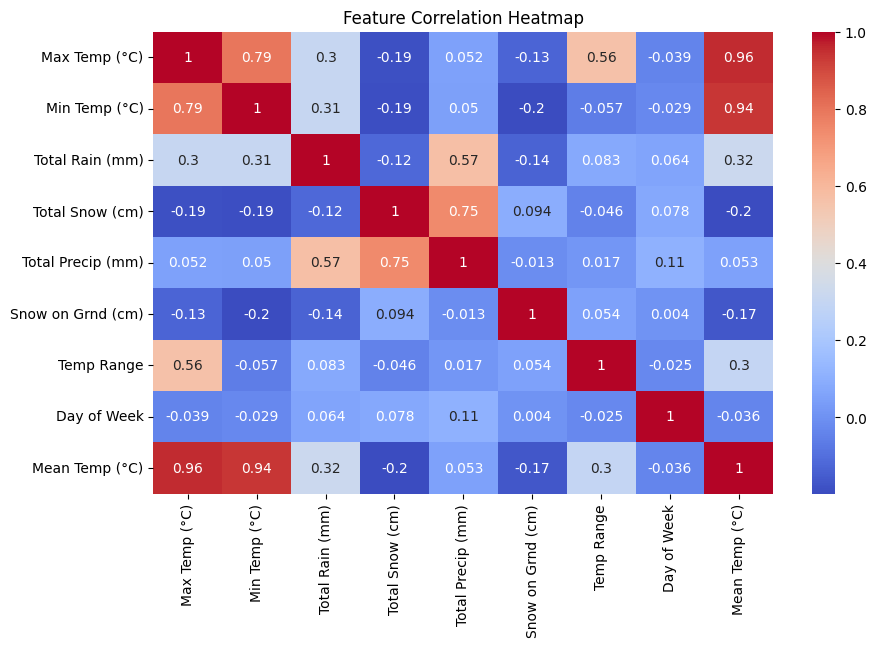 Feature Correlation Heatmap
Max Temp (°C) 1 0.79 0.3 -0.19 0.052 -0.13 0.56 -0.039 0.96
Min Temp (°C) 0.79 1 0.31 -0.19 0.05 -0.2 -0.057 -0.029 0.94
Total Rain (mm) 0.3 0.31 1 -0.12 0.57 -0.14 0.083 0.064 0.32
Total Snow (cm) -0.19 -0.19 -0.12 1 0.75 0.094 -0.046 0.078 -0.2
Total Precip (mm) 0.052 0.05 0.57 0.75 1 -0.013 0.017 0.11 0.053
Snow on Grnd (cm) -0.13 -0.2 -0.14 0.094 -0.013 1 0.054 0.004 -0.17
Temp Range 0.56 -0.057 0.083 -0.046 0.017 0.054 1 -0.025 0.3
Day of Week -0.039 -0.029 0.064 0.078 0.11 0.004 -0.025 1 -0.036
Mean Temp (°C) 0.96 0.94 0.32 -0.2 0.053 -0.17 0.3 -0.036 1
Max Temp (°C)
Min Temp (°C)
Total Rain (mm)
Total Snow (cm)
Total Precip (mm)
Snow on Grnd (cm)
Temp Range
Day of Week
Mean Temp (°C)
1.0
0.8
0.6
0.4
0.2
0.0